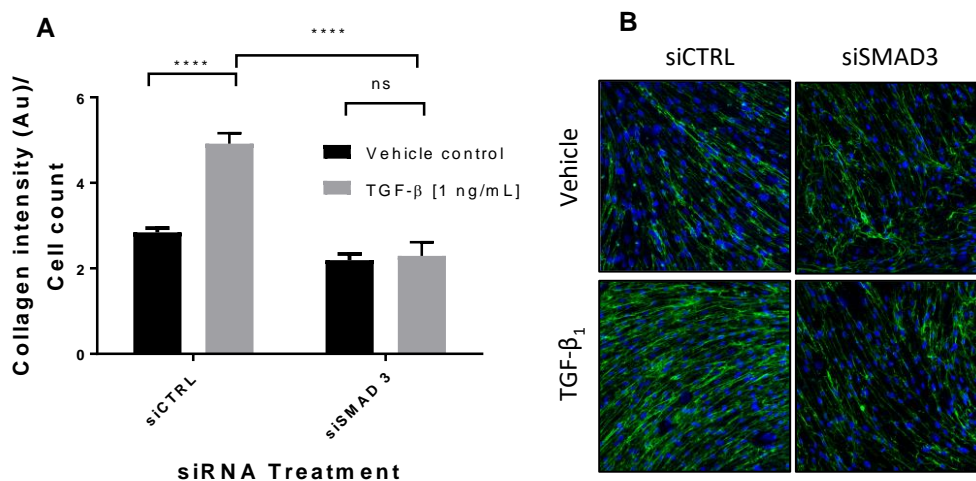 A
****
****
ns
6
4
2
0
Collagen intensity (Au)/
Cell count
Vehicle control
TGF-β [1 ng/mL]
siCTRL
siSMAD3
siRNA Treatment
B
siCTRL
siSMAD3
Vehicle
TGF-β₁